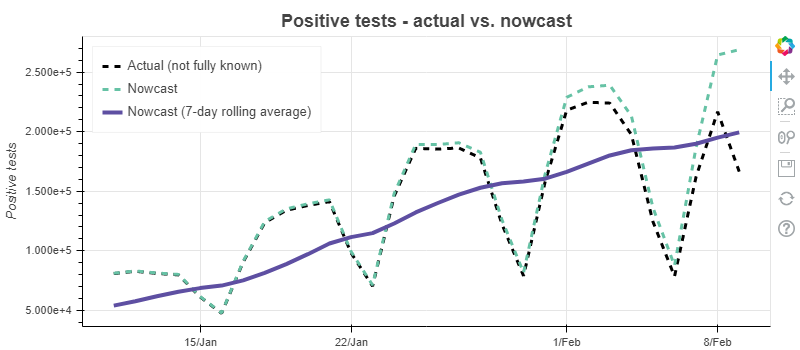 Positive tests - actual vs. nowcast
Actual (not fully known)
Nowcast
Nowcast (7-day rolling average)
Positive tests
2.500e+5
2.000e+5
1.500e+5
1.000e+5
5.000e+4
15/Jan
22/Jan
1/Feb
8/Feb